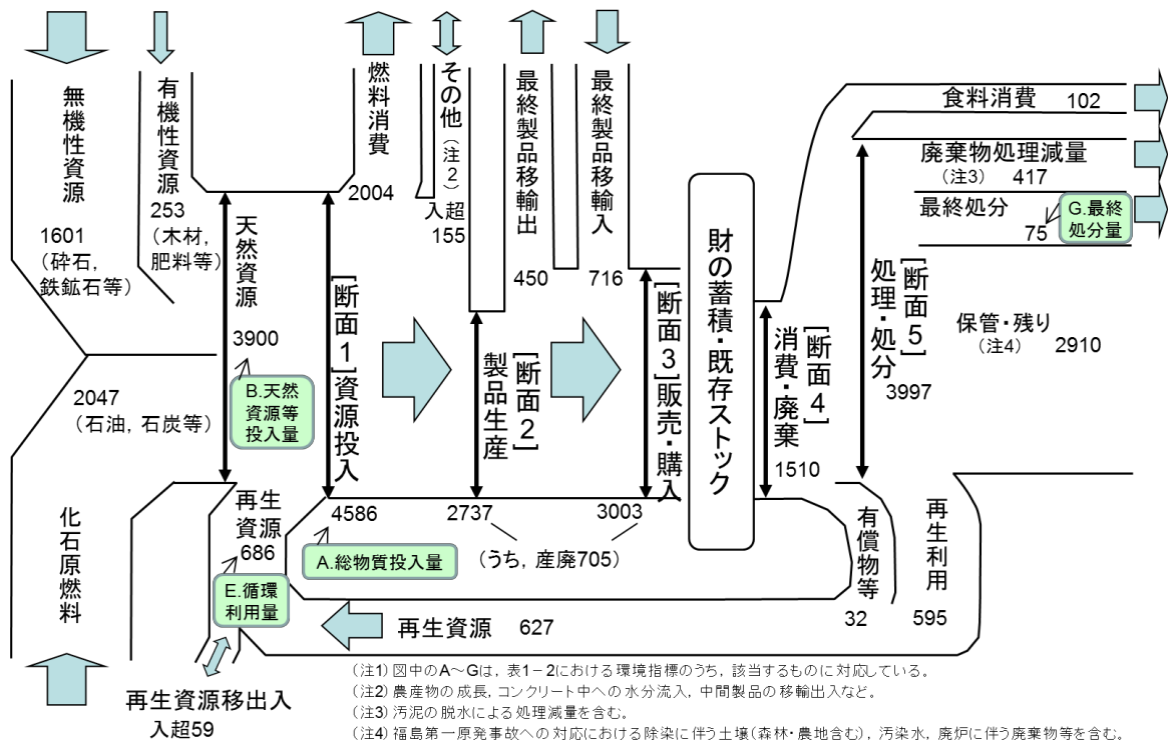 無機性資源
1601
(砕石,
鉄鉱石等)
有機性資源
253
(木材,
肥料等)
天然資源
3900
B.天然
資源等
投入量
2047
(石油, 石炭等)
化石原燃料
再生
資源
686
E.循環
利用量
再生資源移出入
入超59
燃料消費
2004
[断面1]資源投入
4586
A.総物質投入量
その他(注2)
入超
155
[断面2]
製品生産
2737
最終製品移輸出
450
最終製品移輸入
716
[断面3]販売・購入
3003
(うち, 産廃705)
財の蓄積・既存ストック
[断面4]
消費・廃棄
1510
[断面5]
処理・処分
3997
食料消費 102
廃棄物処理減量
(注3) 417
最終処分
75
G.最終
処分量
保管・残り
(注4) 2910
有償物等
32
再生利用
595
再生資源 627
(注1) 図中のA~Gは, 表1-2における環境指標のうち, 該当するものに対応している。
(注2) 農産物の成長, コンクリート中への水分流入, 中間製品の移輸出入など。
(注3) 汚泥の脱水による処理減量を含む。
(注4) 福島第一原発事故への対応における除染に伴う土壌(森林・農地含む), 汚染水, 廃炉に伴う廃棄物等を含む。